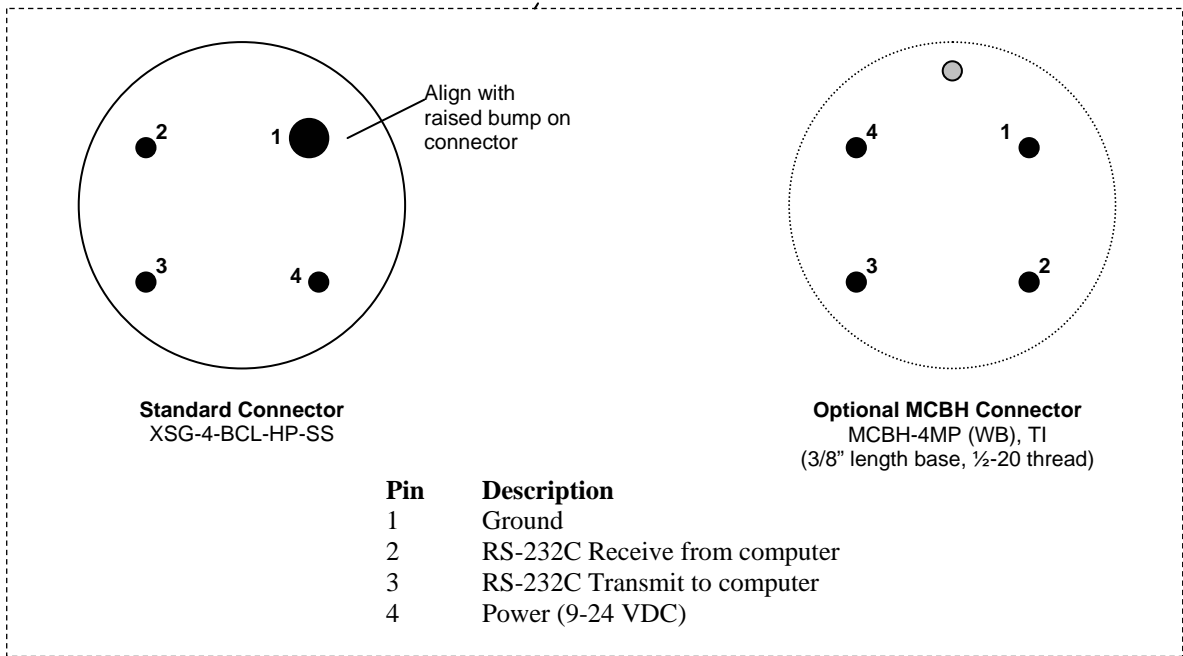 Align with
raised bump on
connector
2
1
3
4
Standard Connector
XSG-4-BCL-HP-SS
4
1
3
2
Optional MCBH Connector
MCBH-4MP (WB), TI
(3/8” length base, ½-20 thread)
Pin Description
1 Ground
2 RS-232C Receive from computer
3 RS-232C Transmit to computer
4 Power (9-24 VDC)